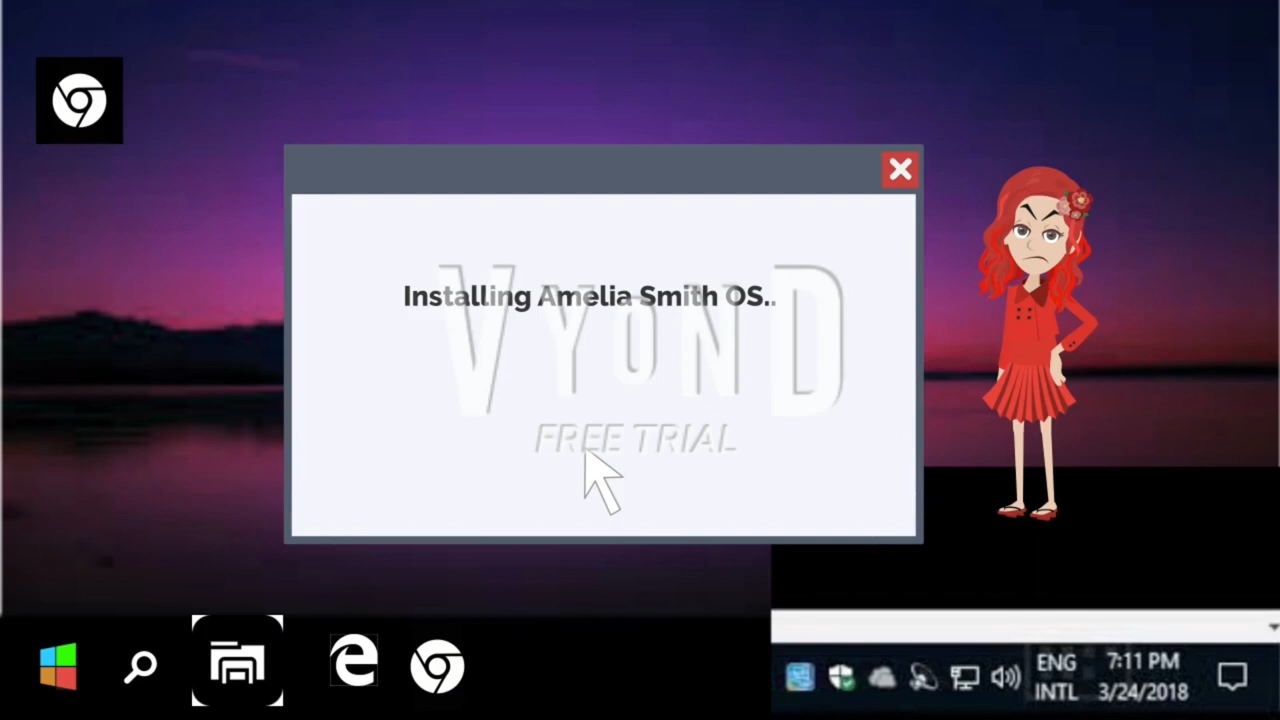 Installing Amelia Smith OS..
VYOND
FREE TRIAL
ENG
7:11 PM
INTL
3/24/2018